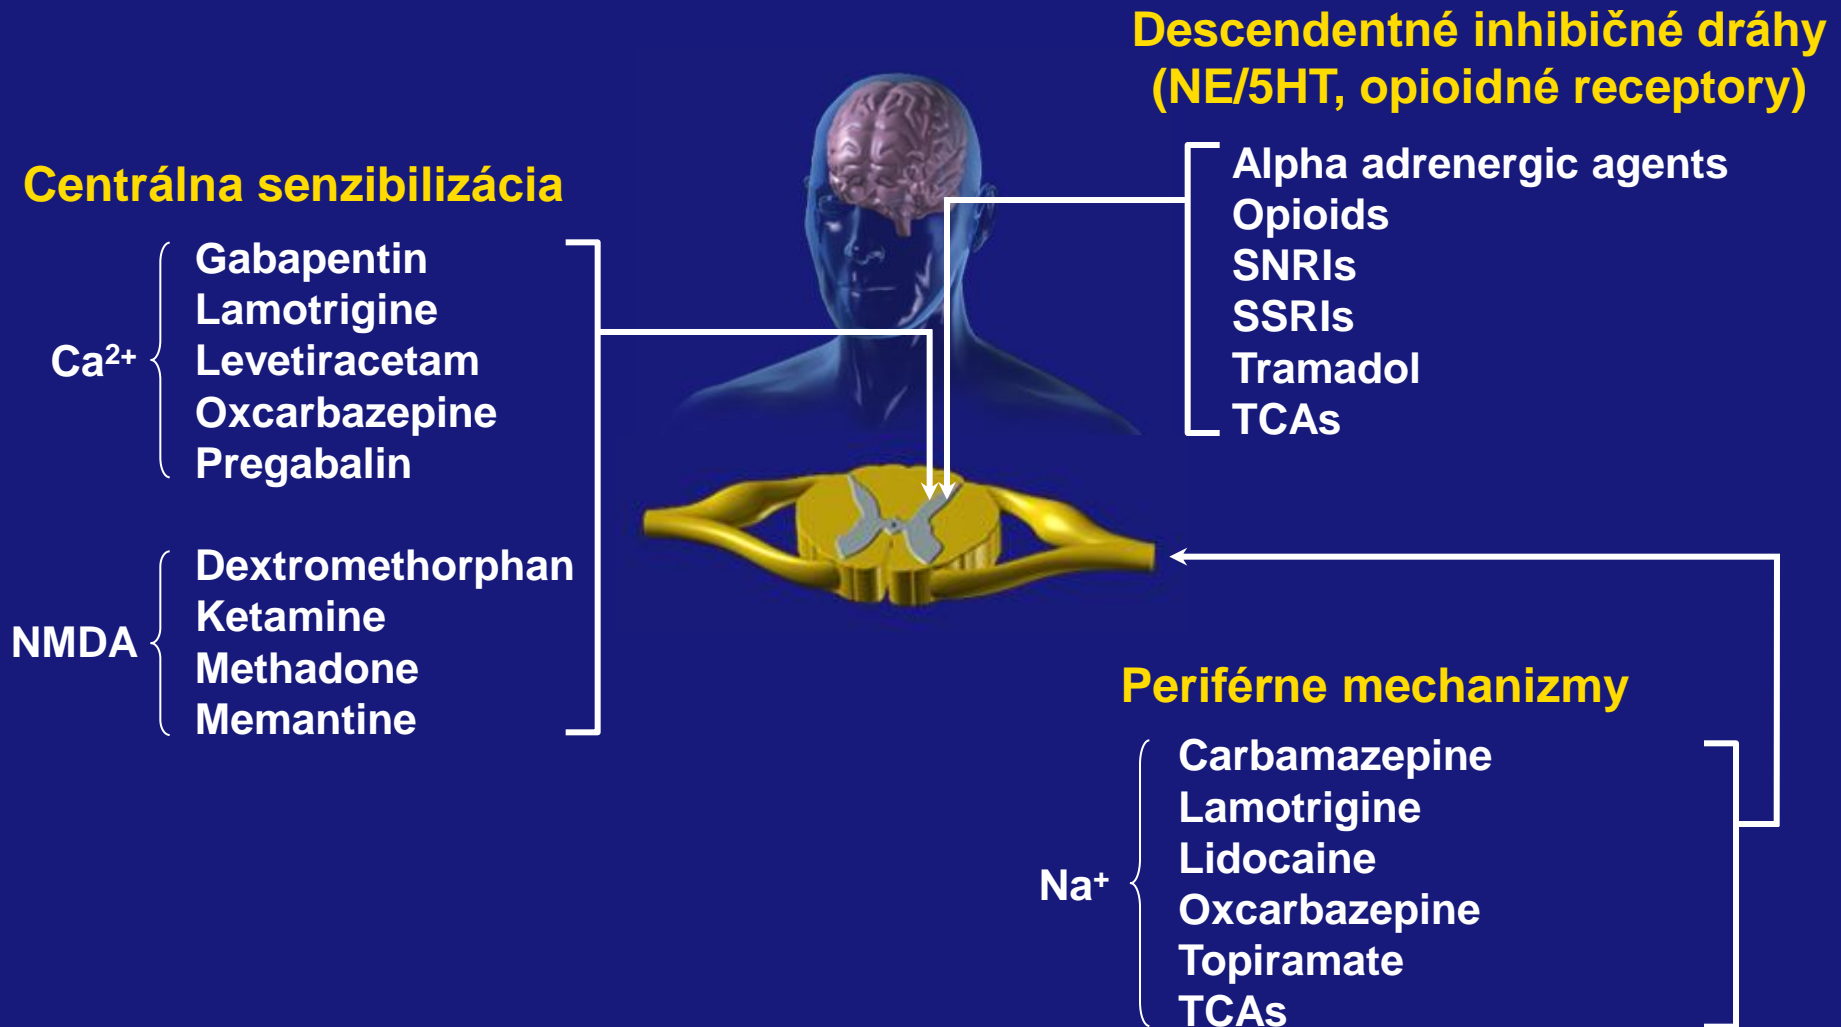 Descendentné inhibičné dráhy
(NE/5HT, opioidné receptory)
Alpha adrenergic agents
Opioids
SNRIs
SSRIs
Tramadol
TCAs
Centrálna senzibilizácia
Ca²⁺
Gabapentin
Lamotrigine
Levetiracetam
Oxcarbazepine
Pregabalin
NMDA
Dextromethorphan
Ketamine
Methadone
Memantine
Periférne mechanizmy
Na⁺
Carbamazepine
Lamotrigine
Lidocaine
Oxcarbazepine
Topiramate
TCAs